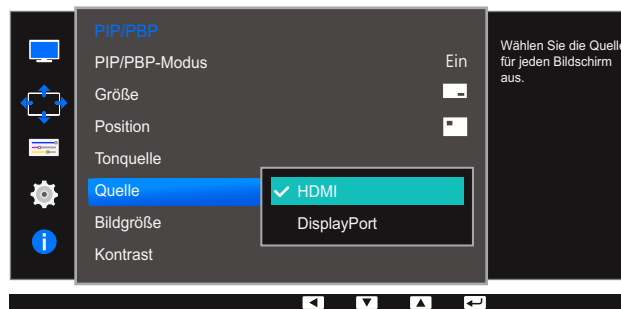 PIP/PBP
PIP/PBP-Modus Ein
Größe
Position
Tonquelle
Quelle
HDMI
DisplayPort
Bildgröße
Kontrast
Wählen Sie die Quelle
für jeden Bildschirm
aus.